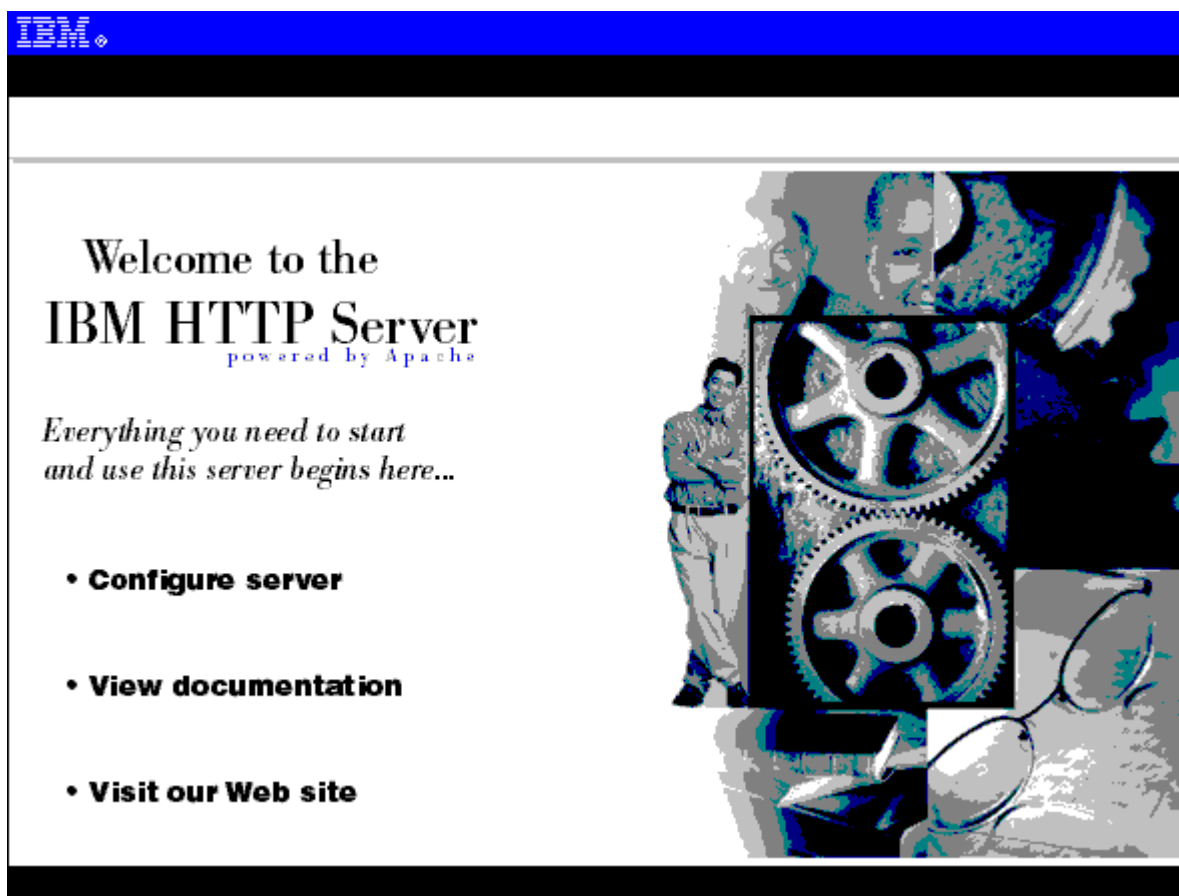 IBM®
Welcome to the
IBM HTTP Server
powered by Apache
Everything you need to start
and use this server begins here...
• Configure server
• View documentation
• Visit our Web site